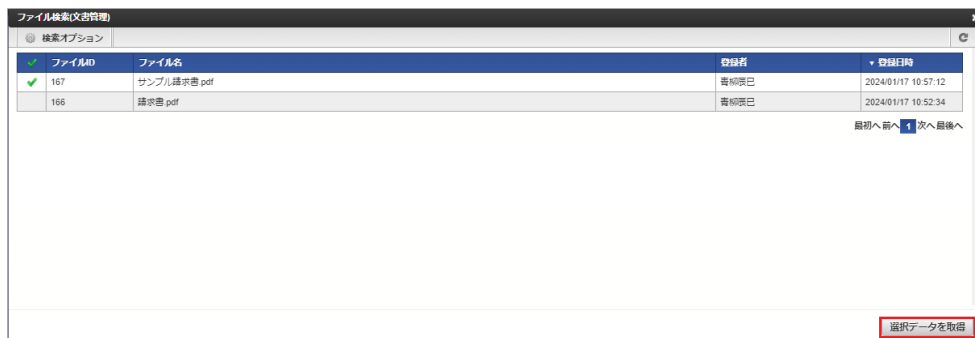 ファイル検索(文書管理)
検索オプション
ファイルID ファイル名 登録者 ▼ 登録日時
167 サンプル請求書.pdf 青柳辰巳 2024/01/17 10:57:12
166 請求書.pdf 青柳辰巳 2024/01/17 10:52:34
最初へ 前へ 1 次へ 最後へ
選択データを取得